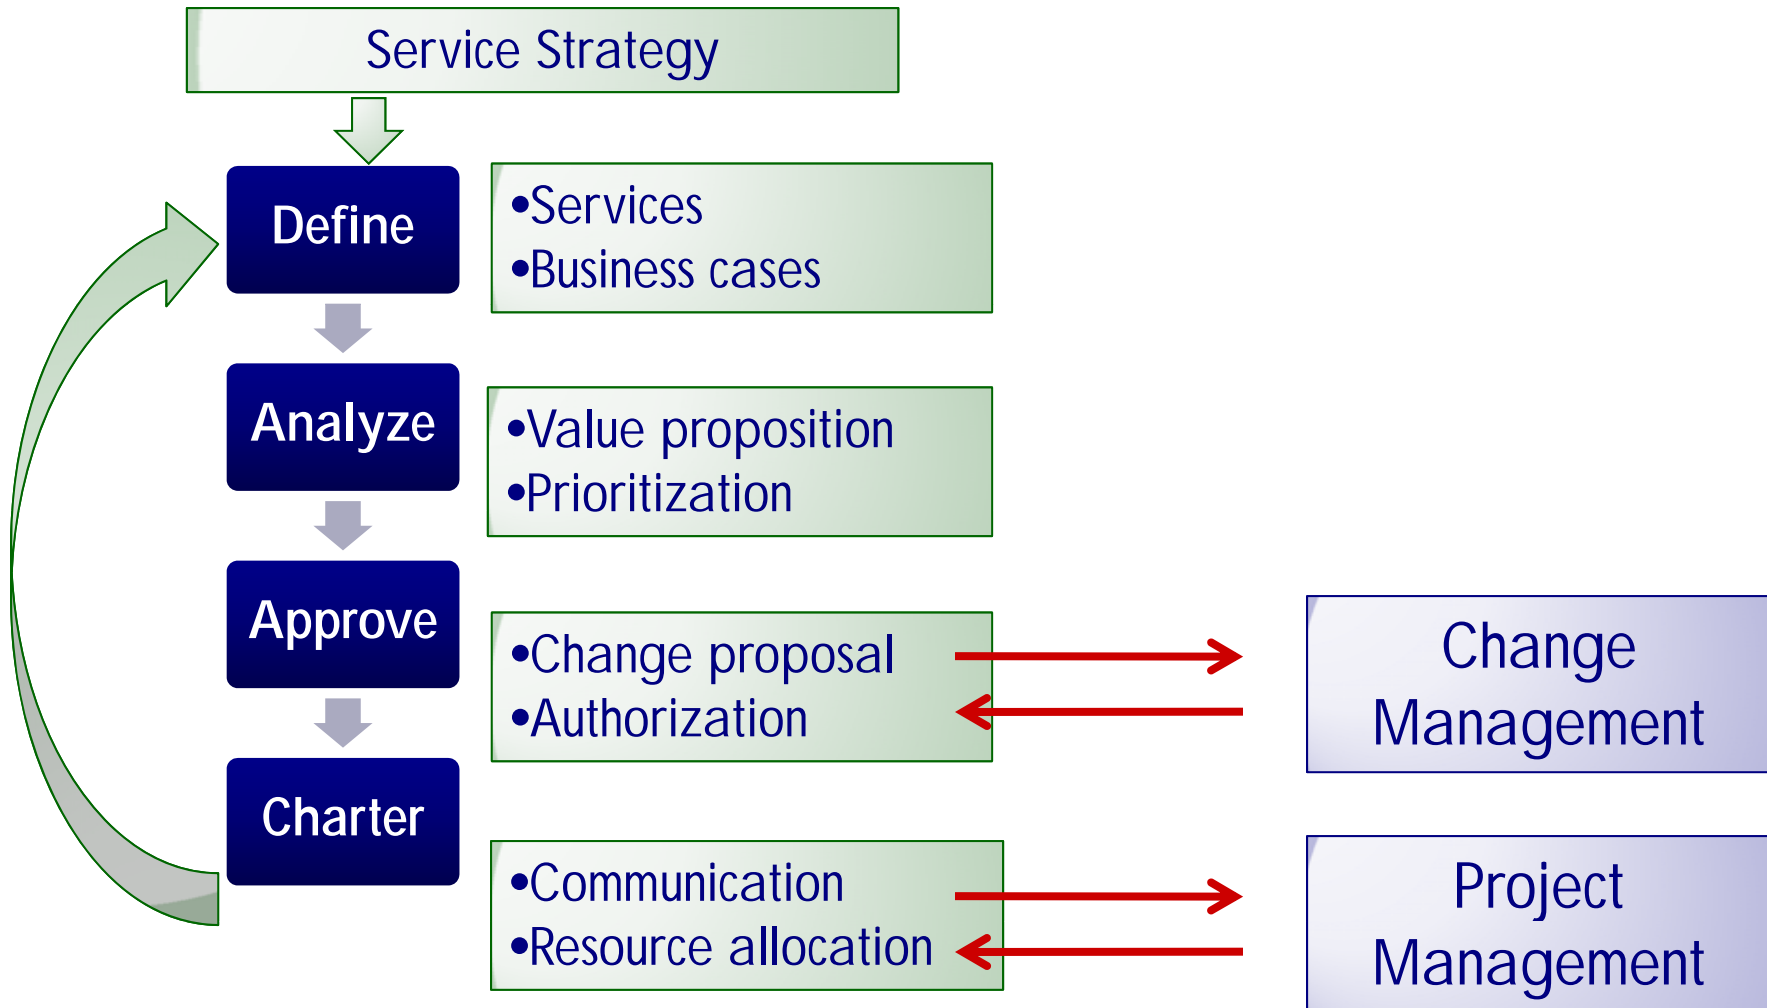 Service Strategy
Define
•Services
•Business cases
Analyze
•Value proposition
•Prioritization
Approve
•Change proposal
•Authorization
Change
Management
Charter
•Communication
•Resource allocation
Project
Management